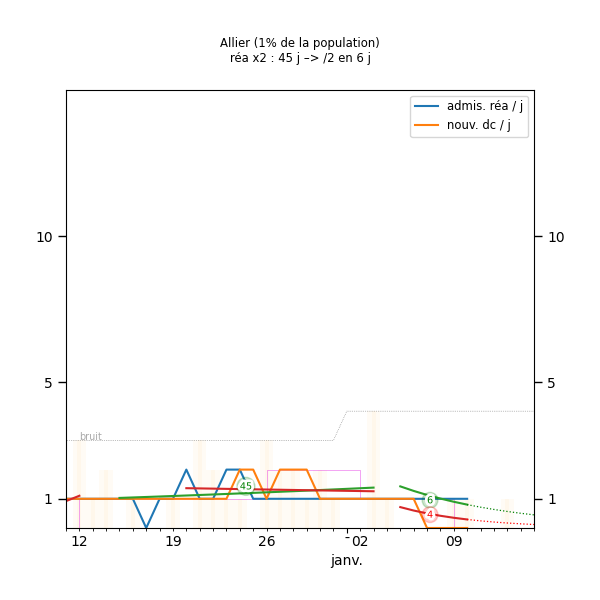 Allier (1% de la population)
réa x2 : 45 j –> /2 en 6 j
admis. réa / j
nouv. dc / j
10
10
5
5
bruit
45
1
6
1
4
12
19
26
02
09
janv.